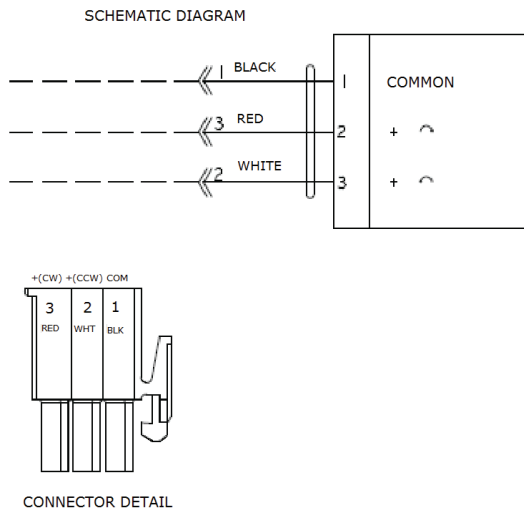 SCHEMATIC DIAGRAM
1 BLACK 1 COMMON
3 RED 2 +
2 WHITE 3 +
+(CW) +(CCW) COM
3 2 1
RED WHT BLK
CONNECTOR DETAIL